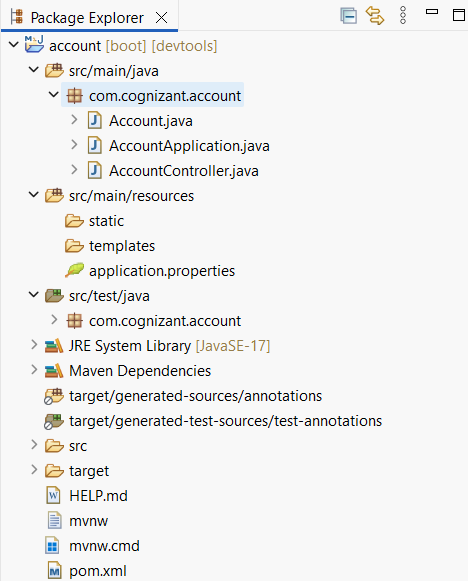 Package Explorer
account [boot] [devtools]
src/main/java
com.cognizant.account
Account.java
AccountApplication.java
AccountController.java
src/main/resources
static
templates
application.properties
src/test/java
com.cognizant.account
JRE System Library [JavaSE-17]
Maven Dependencies
target/generated-sources/annotations
target/generated-test-sources/test-annotations
src
target
HELP.md
mvnw
mvnw.cmd
pom.xml